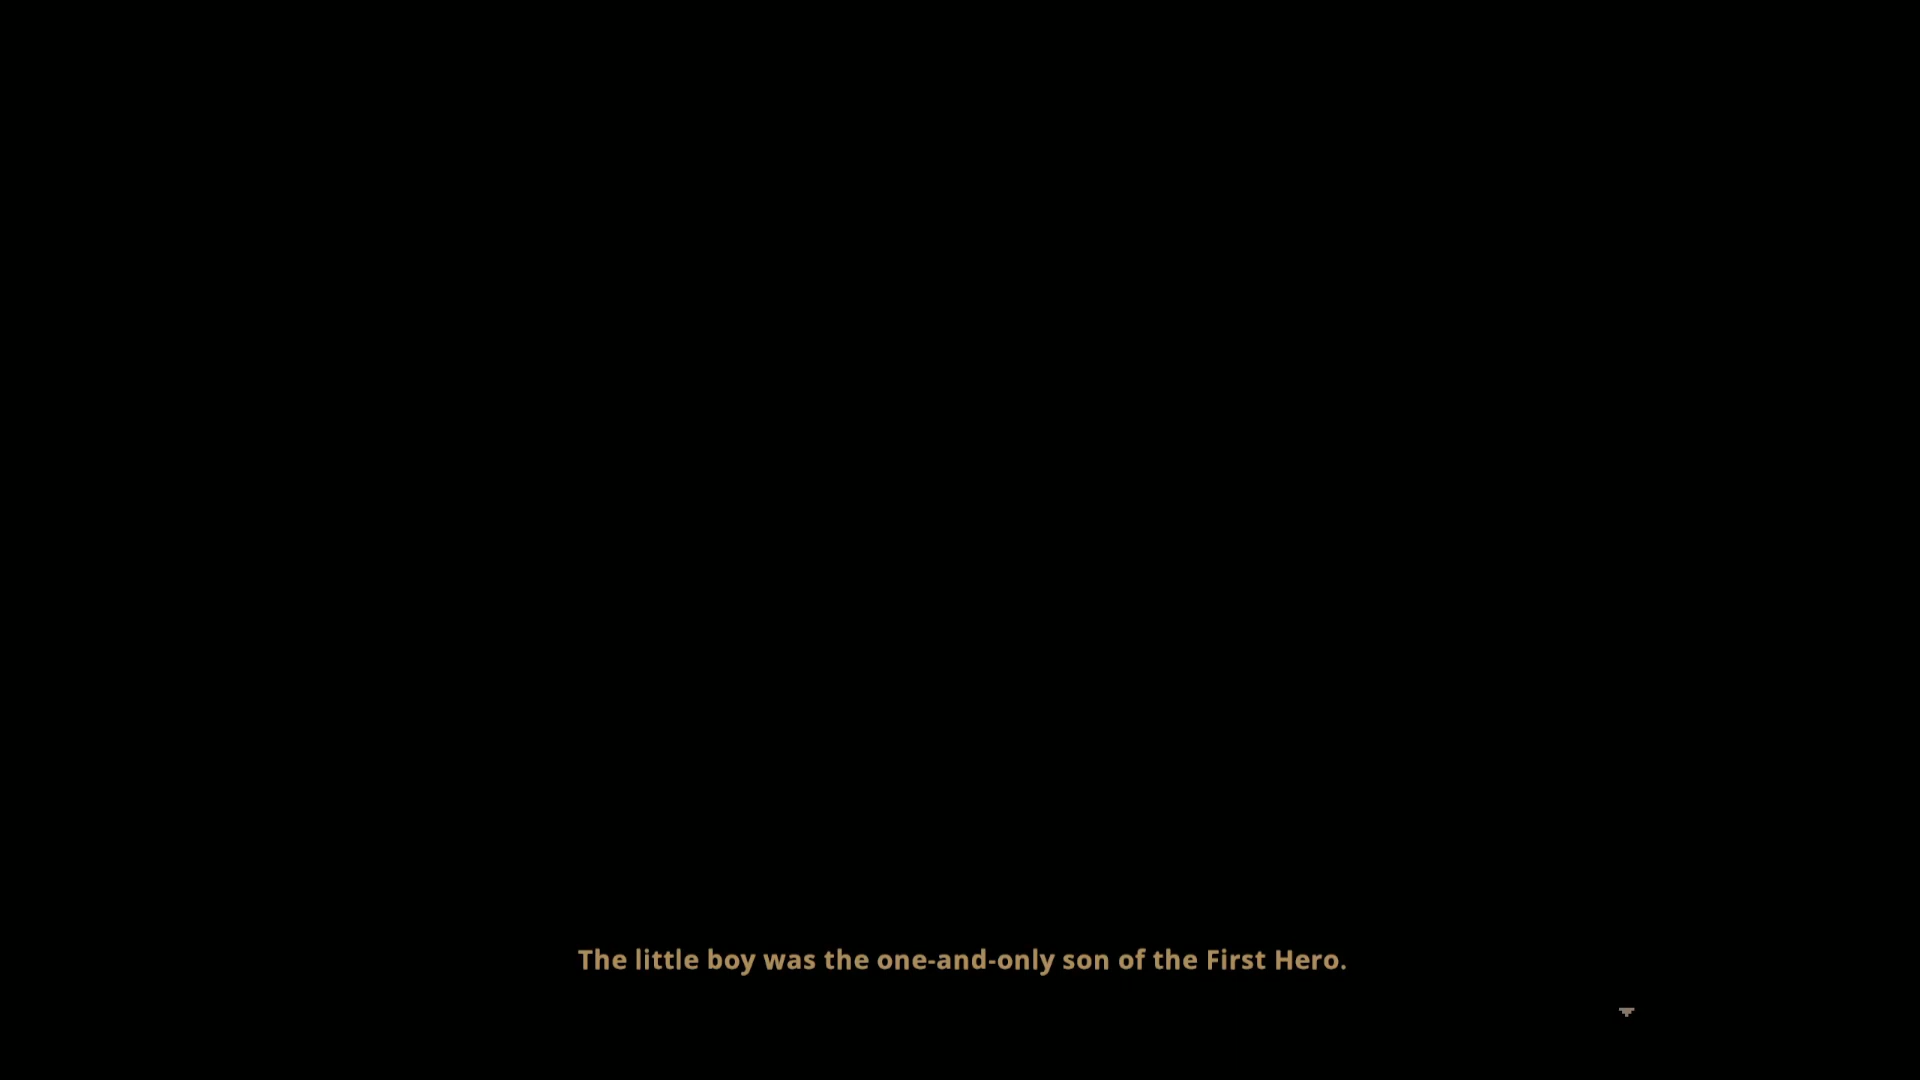 The little boy was the one-and-only son of the First Hero.